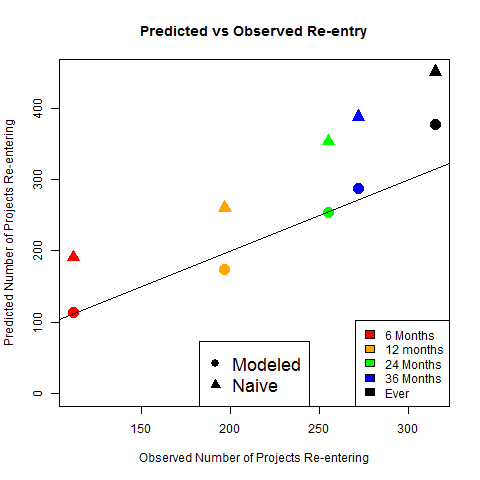 Predicted vs Observed Re-entry
Predicted Number of Projects Re-entering
400
300
200
100
0
Modeled
Naive
6 Months
12 months
24 Months
36 Months
Ever
150
200
250
300
Observed Number of Projects Re-entering